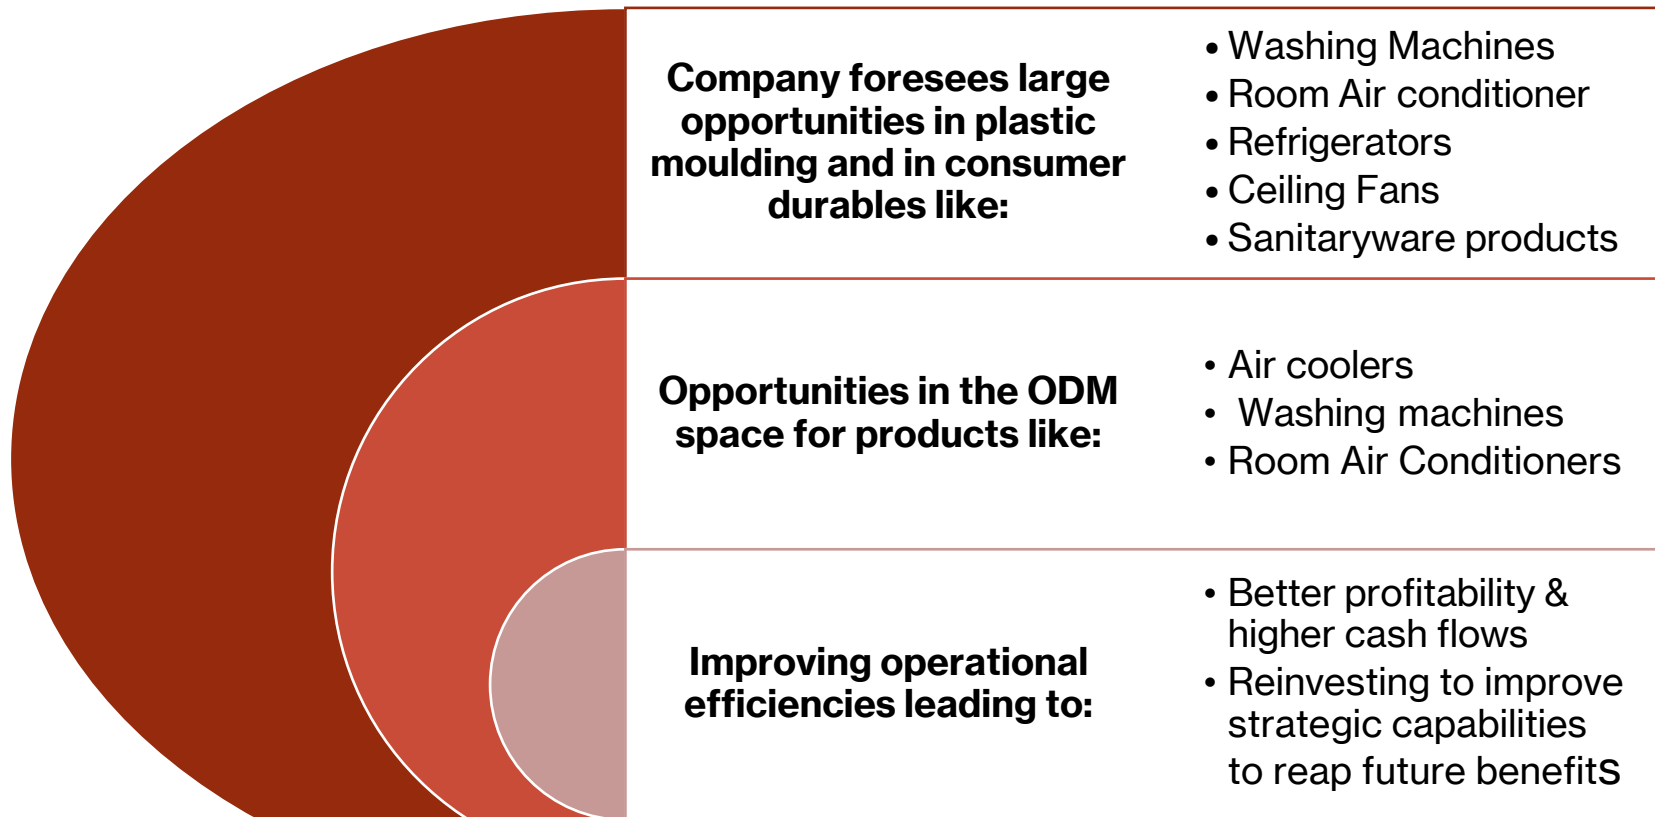 Company foresees large
opportunities in plastic
moulding and in consumer
durables like:
• Washing Machines
• Room Air conditioner
• Refrigerators
• Ceiling Fans
• Sanitaryware products
Opportunities in the ODM
space for products like:
• Air coolers
• Washing machines
• Room Air Conditioners
Improving operational
efficiencies leading to:
• Better profitability &
higher cash flows
• Reinvesting to improve
strategic capabilities
to reap future benefits